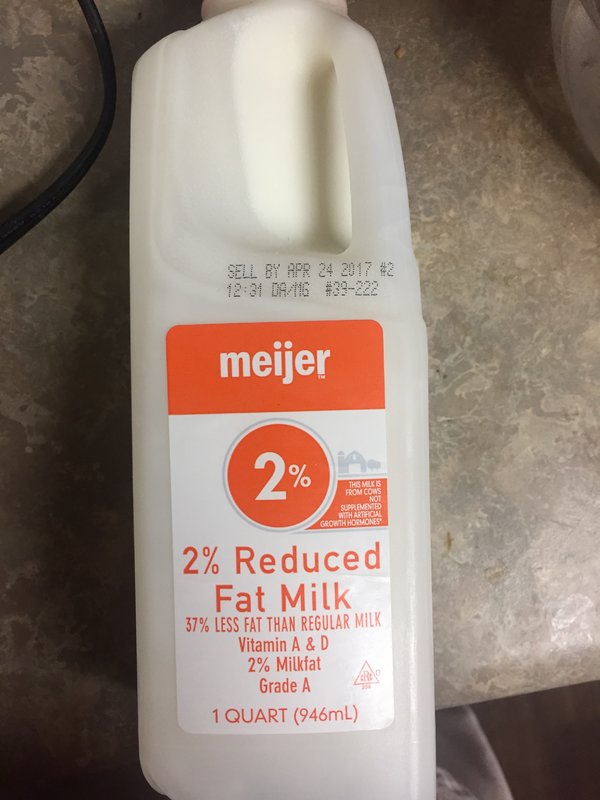 SELL BY APR 24 2017 #2
12:31 DA/MG #39-222
meijer
2%
THIS MILK IS
FROM COWS
NOT
SUPPLEMENTED
WITH ARTIFICIAL
GROWTH HORMONES*
2% Reduced
Fat Milk
37% LESS FAT THAN REGULAR MILK
Vitamin A & D
2% Milkfat
Grade A
1 QUART (946mL)